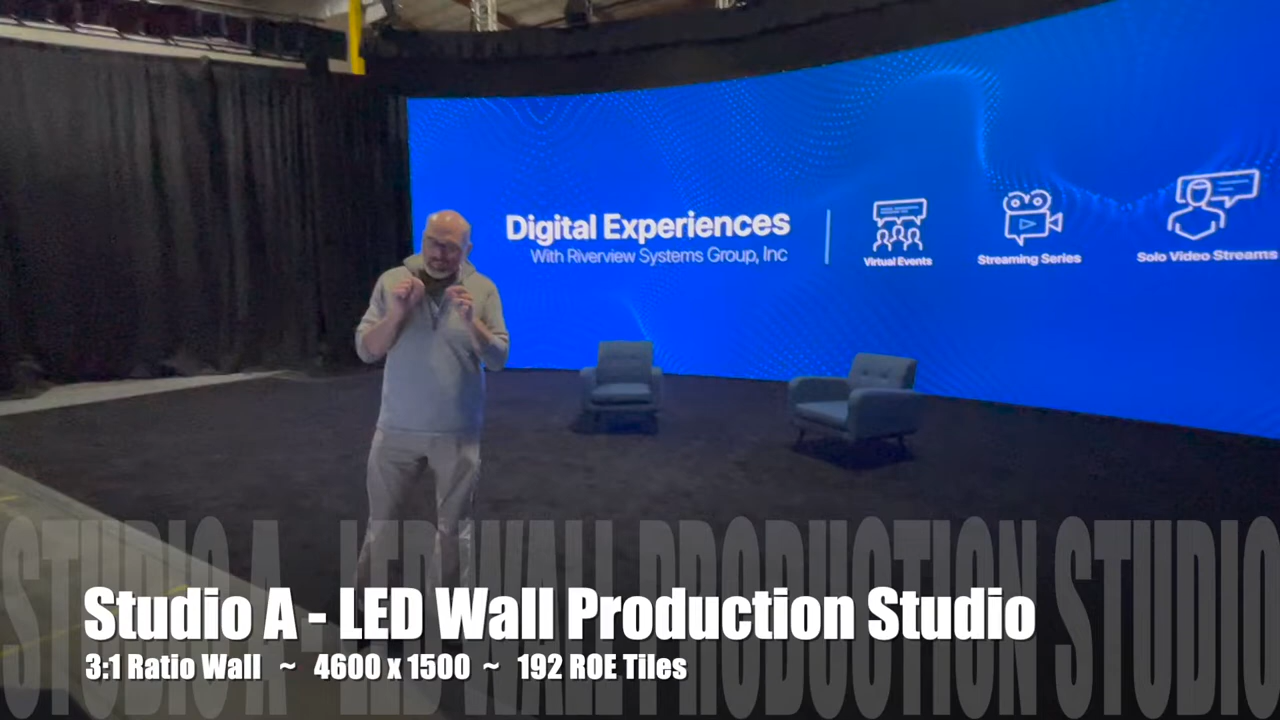 Digital Experiences
With Riverview Systems Group, Inc
Virtual Events
Streaming Series
Solo Video Streams
STUDIO A - LED WALL PRODUCTION STUDIO
Studio A - LED Wall Production Studio
3:1 Ratio Wall ~ 4600 x 1500 ~ 192 ROE Tiles